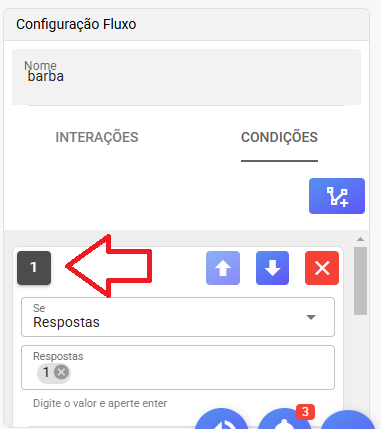 Configuração Fluxo
Nome
barba
INTERAÇÕES
CONDIÇÕES
1
Se
Respostas
Respostas
1
Digite o valor e aperte enter
3